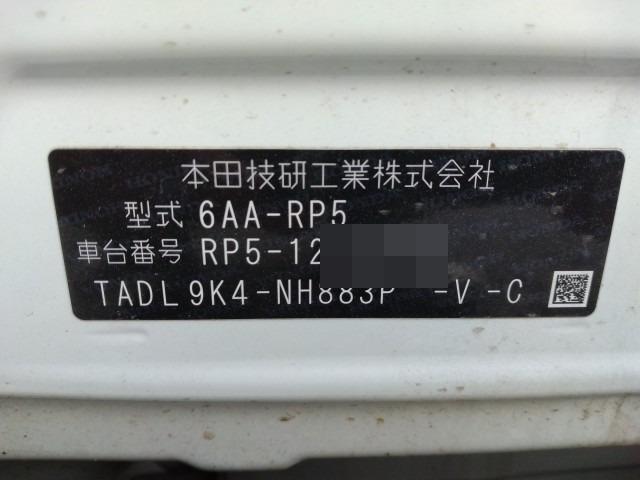 本田技研工業株式会社
型式 6AA-RP5
車台番号 RP5-12
TADL9K4-NH883P -V-C